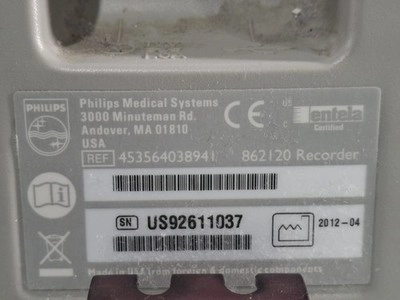 PHILIPS
Philips Medical Systems
3000 Minuteman Rd.
Andover, MA 01810
USA
CE
US
C
entela
Certified
REF 453564038941 862120 Recorder
SN US92611037
2012-04
Made in USA from foreign & domestic components